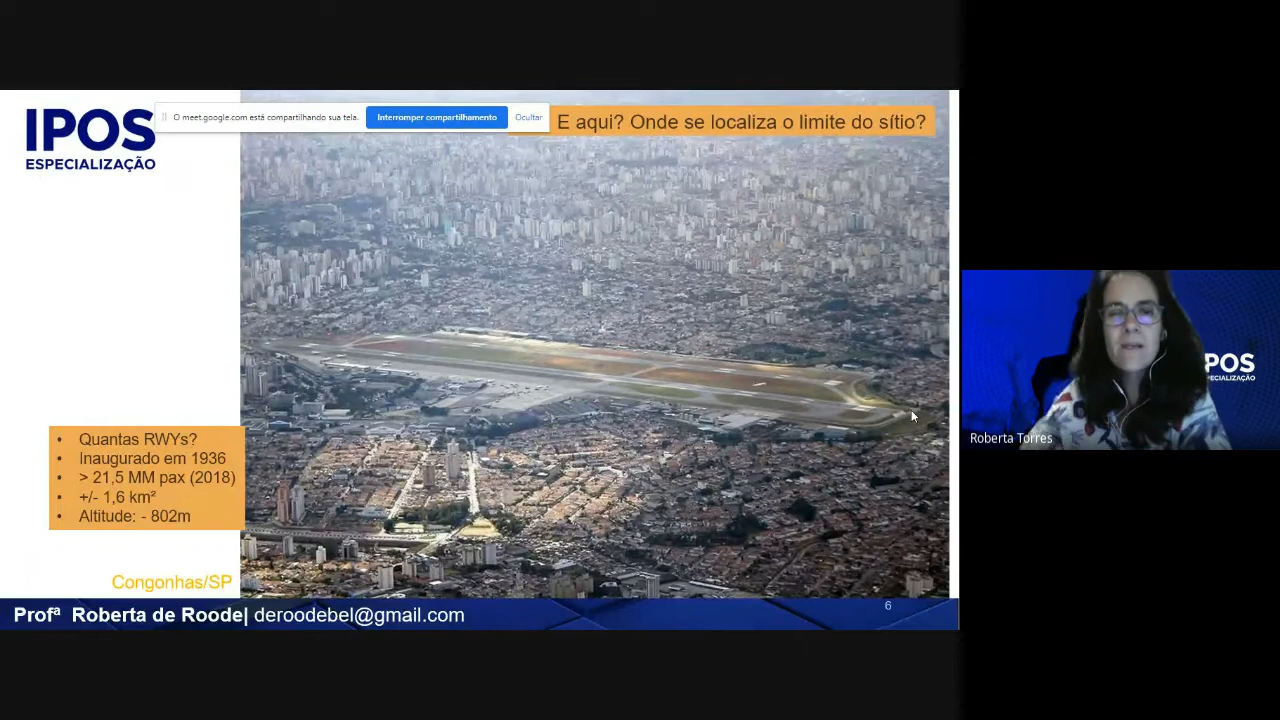 IPOS
ESPECIALIZAÇÃO
O meet.google.com está compartilhando sua tela.
Interromper compartilhamento
Ocultar
E aqui? Onde se localiza o limite do sítio?
• Quantas RWYs?
• Inaugurado em 1936
• > 21,5 MM pax (2018)
• +/- 1,6 km²
• Altitude: - 802m
Congonhas/SP
Profª Roberta de Roode| deroodebel@gmail.com
6
Roberta Torres